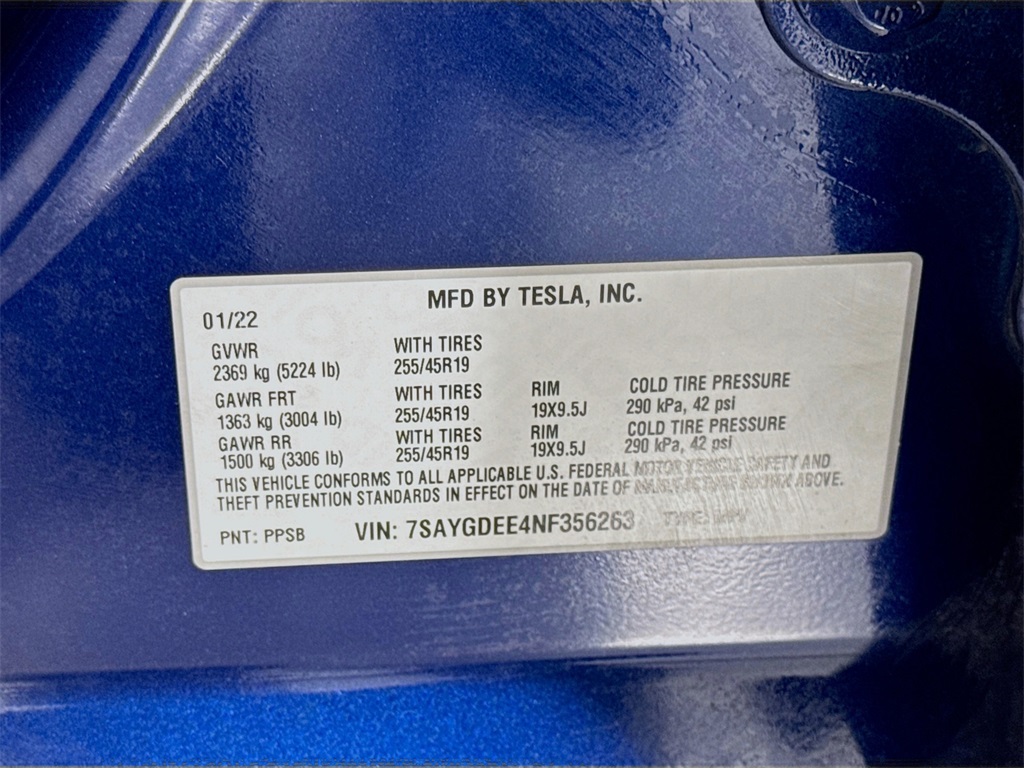 MFD BY TESLA, INC.
01/22
GVWR WITH TIRES
2369 kg (5224 lb) 255/45R19
GAWR FRT WITH TIRES RIM COLD TIRE PRESSURE
1363 kg (3004 lb) 255/45R19 19X9.5J 290 kPa, 42 psi
GAWR RR WITH TIRES RIM COLD TIRE PRESSURE
1500 kg (3306 lb) 255/45R19 19X9.5J 290 kPa, 42 psi
THIS VEHICLE CONFORMS TO ALL APPLICABLE U.S. FEDERAL MOTOR VEHICLE SAFETY AND
THEFT PREVENTION STANDARDS IN EFFECT ON THE DATE OF MANUFACTURE SHOWN ABOVE.
PNT: PPSB VIN: 7SAYGDEE4NF356263 TYPE: MPV